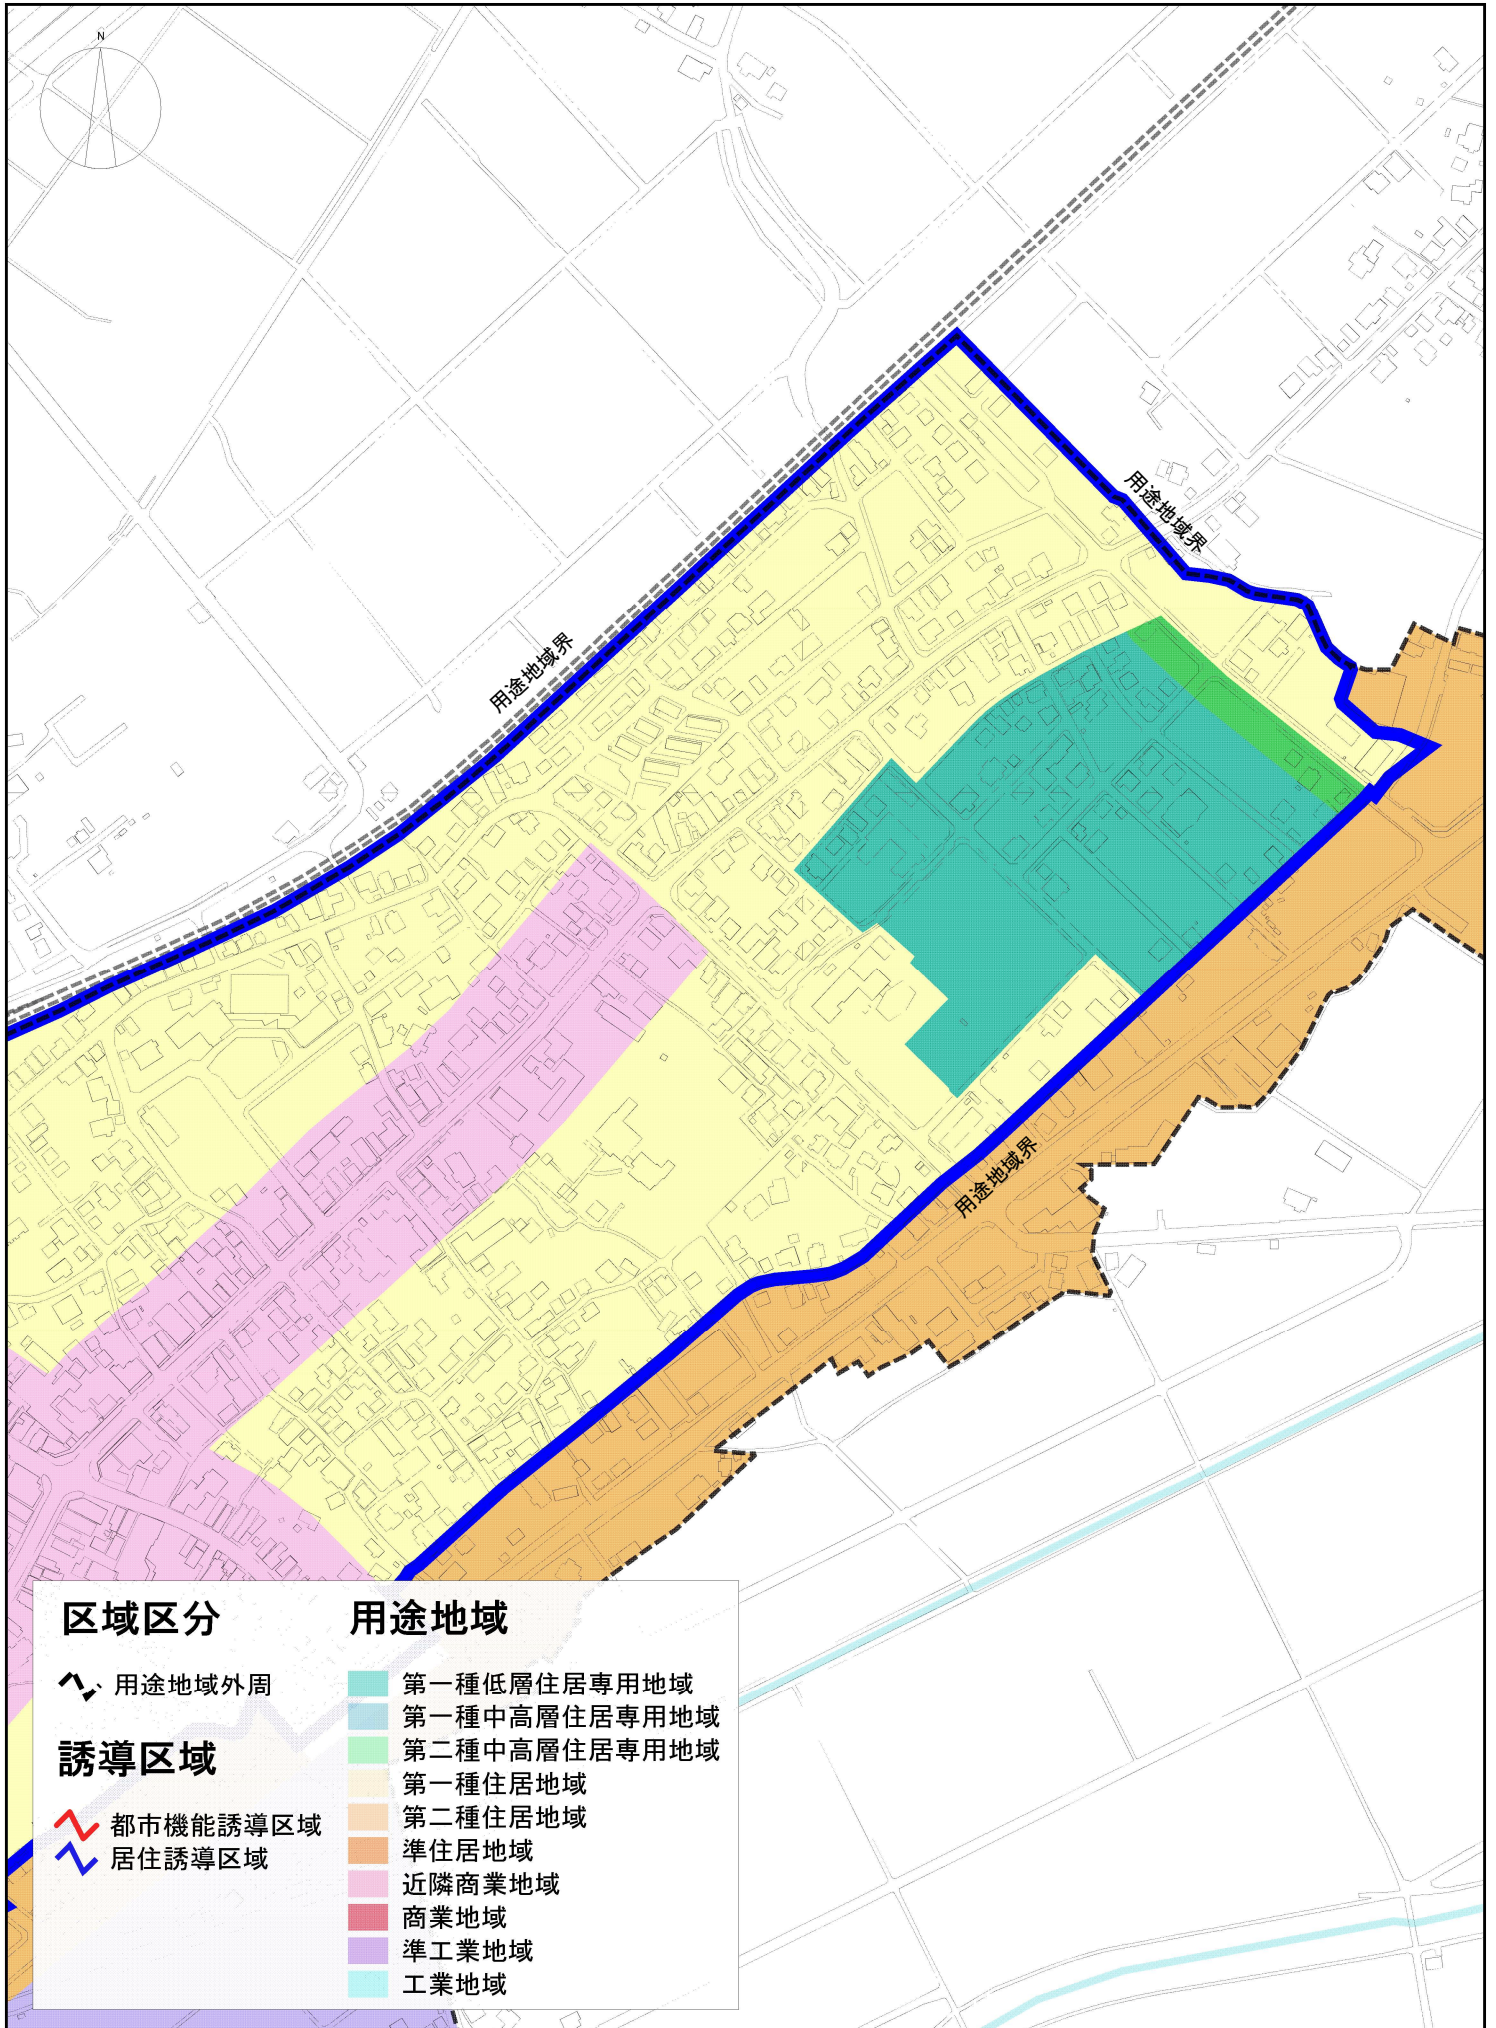 N
用途地域界
用途地域界
用途地域界
区域区分
用途地域外周
誘導区域
都市機能誘導区域
居住誘導区域
用途地域
第一種低層住居専用地域
第一種中高層住居専用地域
第二種中高層住居専用地域
第一種住居地域
第二種住居地域
準住居地域
近隣商業地域
商業地域
準工業地域
工業地域